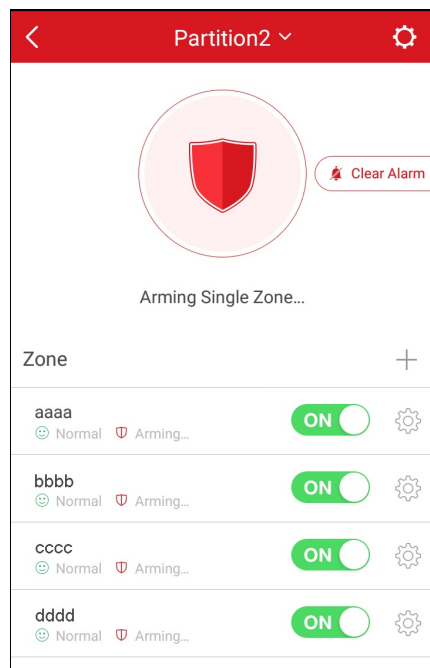 Partition2
Clear Alarm
Arming Single Zone...
Zone
aaaa
ON
Normal Arming...
bbbb
ON
Normal Arming...
cccc
ON
Normal Arming...
dddd
ON
Normal Arming...